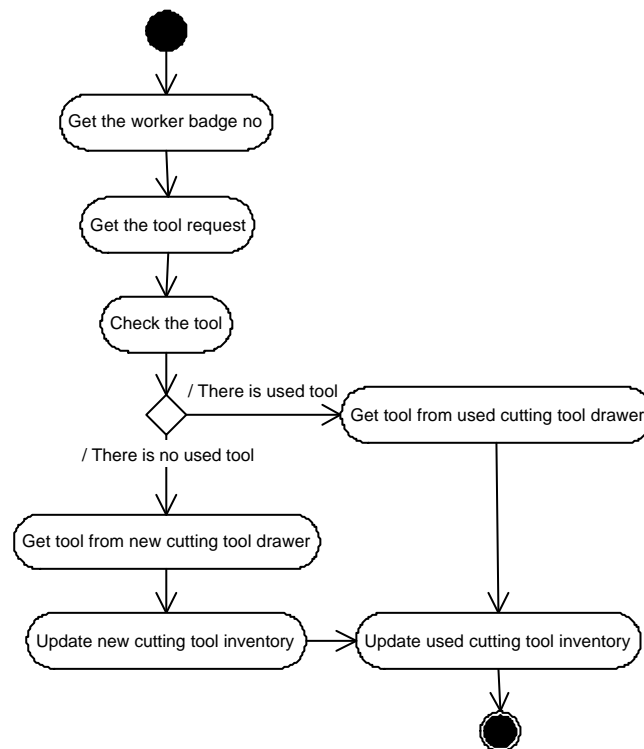 Get the worker badge no
Get the tool request
Check the tool
/ There is used tool
Get tool from used cutting tool drawer
/ There is no used tool
Get tool from new cutting tool drawer
Update new cutting tool inventory
Update used cutting tool inventory